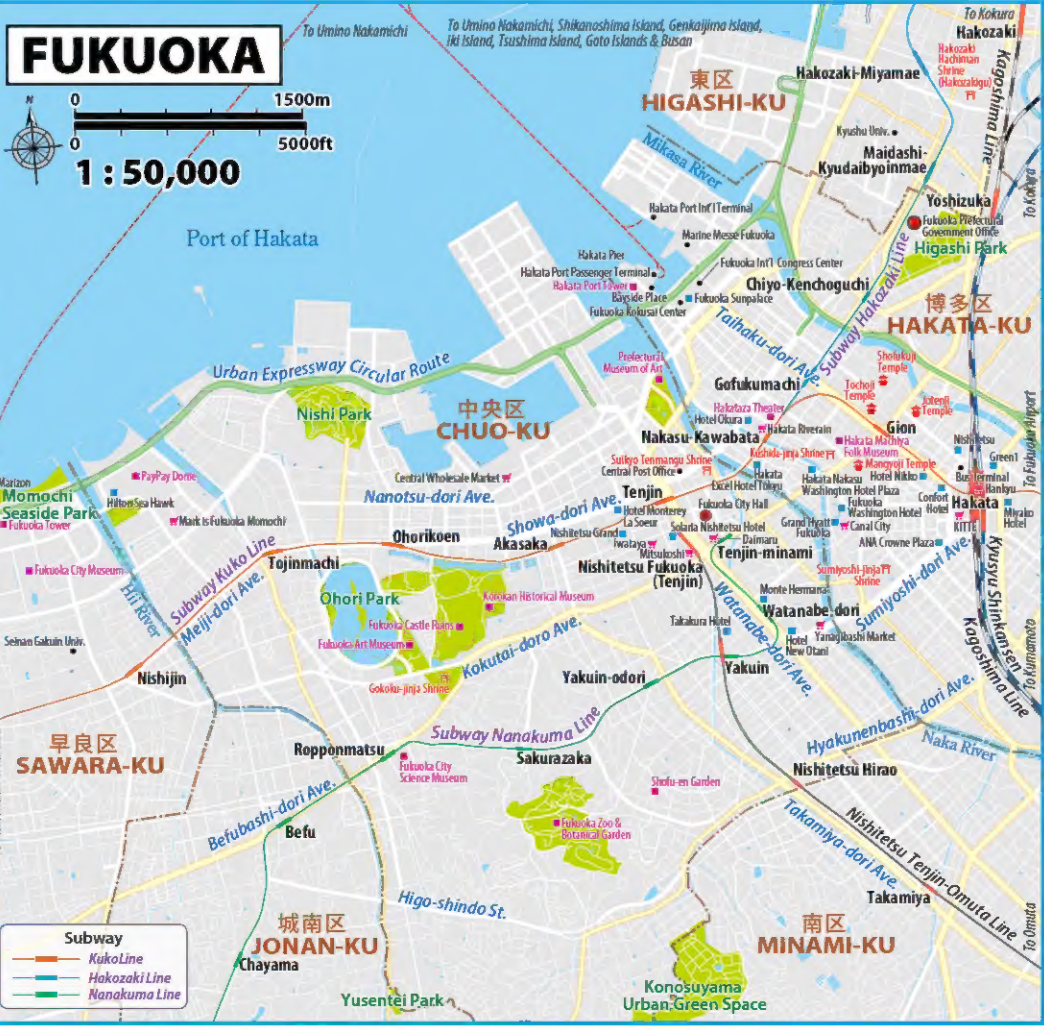 FUKUOKA
N
0 1500m
0 5000ft
1 : 50,000
To Umino Nakamichi
To Umino Nakamichi, Shikanoshima Island, Genkaijima Island,
Iki Island, Tsushima Island, Goto Islands & Busan
To Kokura
Hakozaki
Hakozaki
Hachiman
Shrine
(Hakozakigu)
Kagoshima Line
東区
HIGASHI-KU
Hakozaki-Miyamae
Kyushu Univ.
Maidashi-
Kyudaibyoinmae
Mikasa River
To Kokura
Yoshizuka
Fukuoka Prefectural
Government Office
Higashi Park
Port of Hakata
Hakata Port Int'l Terminal
Marine Messe Fukuoka
Hakata Pier
Hakata Port Passenger Terminal
Hakata Port Tower
Bayside Place
Fukuoka Kokusai Center
Fukuoka Int'l Congress Center
Fukuoka Sunpalace
Chiyo-Kenchoguchi
Subway Hakozaki Line
博多区
HAKATA-KU
Taihaku-dori Ave.
Urban Expressway Circular Route
Prefectural
Museum of Art
Gofukumachi
Shofukuji
Temple
Tochoji
Temple
Jotenji
Temple
To Fukuoka Airport
Nishi Park
中央区
CHUO-KU
Hakataza Theater
Hotel Okura
Hakata Riverain
Nakasu-Kawabata
Gion
Hakata Machiya
Folk Museum
Kushida-jinja Shrine
Mangyoji Temple
Nishitetsu
Green1
Suikyo Tenmangu Shrine
Central Post Office
Hakata
Excel Hotel Tokyu
Hakata Nakasu
Washington Hotel Plaza
Hotel Nikko
Bus Terminal
Hankyu
Marizon
Momochi
Seaside Park
PayPay Dome
Hilton Sea Hawk
Central Wholesale Market
Nanotsu-dori Ave.
Tenjin
Fukuoka City Hall
Fukuoka
Washington Hotel
Confort
Hotel
Hakata
Miyako
Hotel
Fukuoka Tower
Mark is Fukuoka Momochi
Showa-dori Ave.
Hotel Monterey
La Soeur
Solaria Nishitetsu Hotel
Grand Hyatt
Fukuoka
Canal City
KITTE
Ohorikoen
Akasaka
Nishitetsu Grand
Iwataya
Mitsukoshi
Daimaru
Tenjin-minami
ANA Crowne Plaza
Tojinmachi
Subway Kuko Line
Meiji-dori Ave.
Nishitetsu Fukuoka
(Tenjin)
Sumiyoshi-jinja
Shrine
Sumiyoshi-dori Ave.
Kyusyu Shinkansen
Fukuoka City Museum
Hii River
Ohori Park
Korokan Historical Museum
Monte Hermana
Watanabe-dori
Fukuoka Castle Ruins
Fukuoka Art Museum
Takakura Hotel
Yanagibashi Market
Hotel
New Otani
Watanabe-dori Ave.
Seinan Gakuin Univ.
Kokutai-doro Ave.
Yakuin
Kagoshima Line
To Kumamoto
Nishijin
Gokoku-jinja Shrine
Yakuin-odori
Hyakunenbashi-dori Ave.
Naka River
早良区
SAWARA-KU
Subway Nanakuma Line
Ropponmatsu
Fukuoka City
Science Museum
Sakurazaka
Shofu-en Garden
Nishitetsu Hirao
Befubashi-dori Ave.
Befu
Fukuoka Zoo &
Botanical Garden
Takamiya-dori Ave.
Nishitetsu Tenjin-Omuta Line
Takamiya
Higo-shindo St.
To Omuta
城南区
JONAN-KU
南区
MINAMI-KU
Chayama
Yusentei Park
Konosuyama
Urban Green Space
Subway
KukoLine
Hakozaki Line
Nanakuma Line